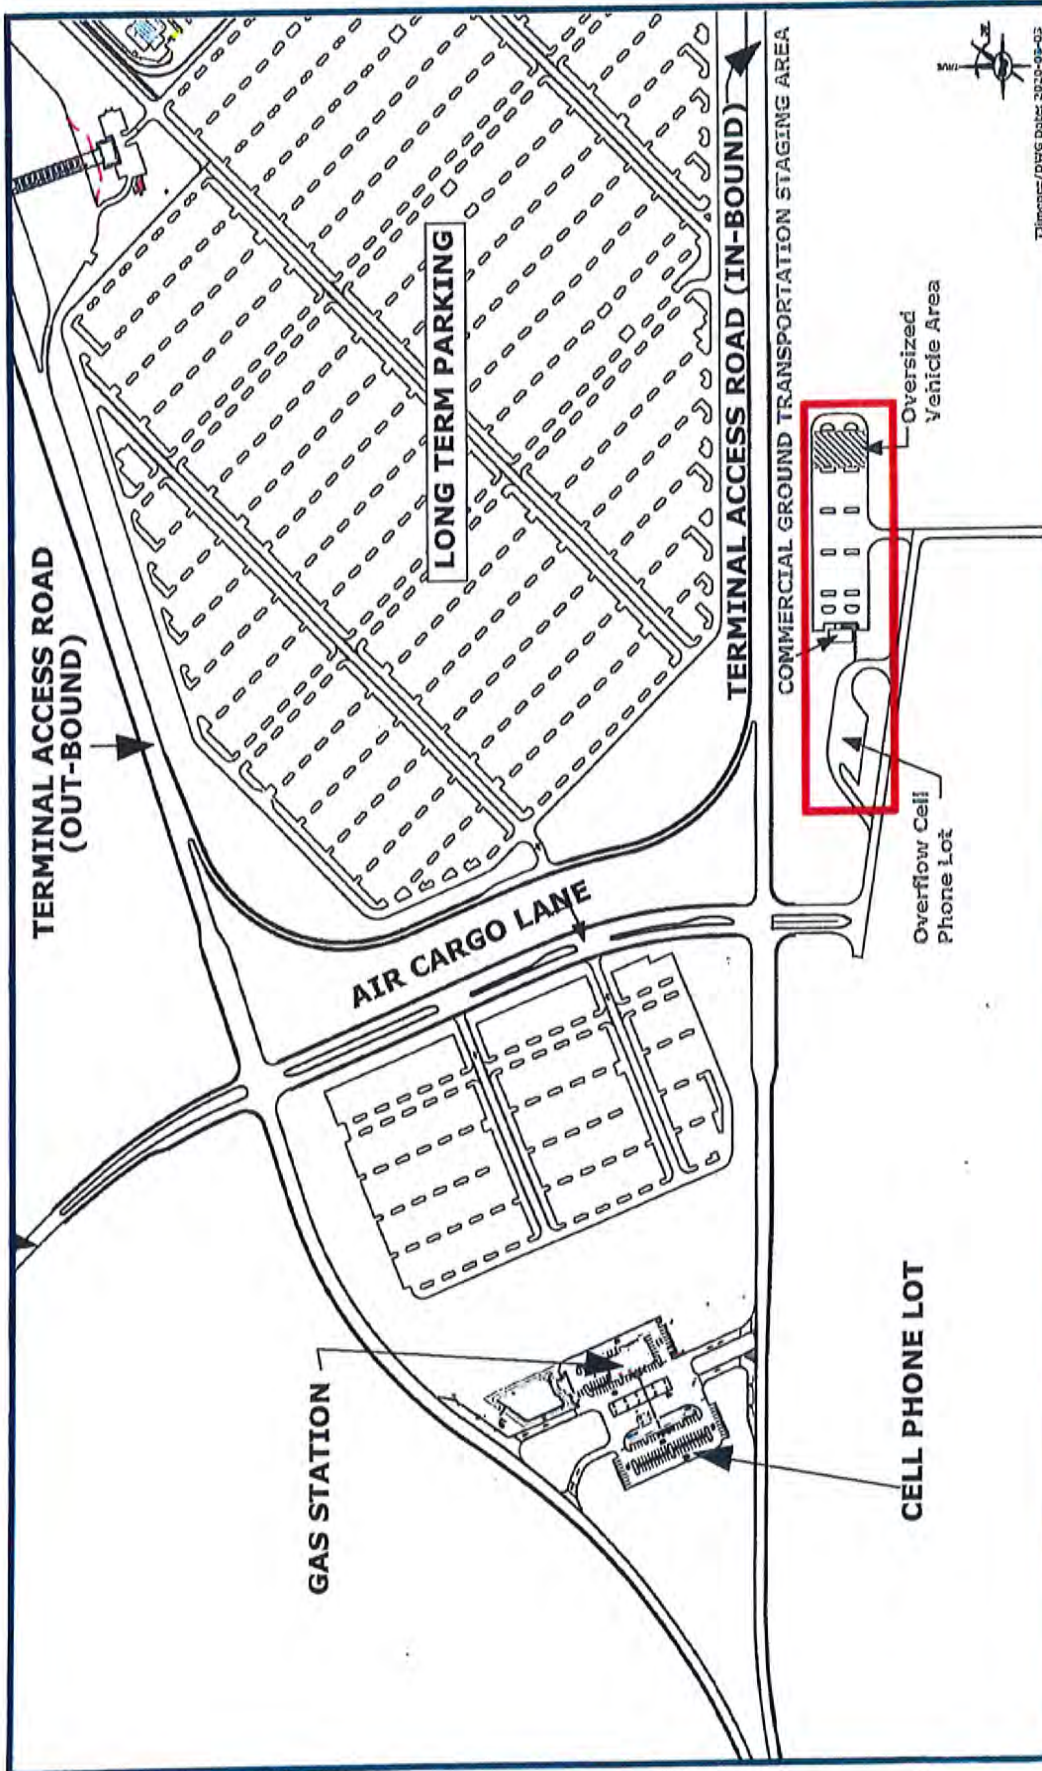 TERMINAL ACCESS ROAD
(OUT-BOUND)
LONG TERM PARKING
TERMINAL ACCESS ROAD (IN-BOUND)
COMMERCIAL GROUND TRANSPORTATION STAGING AREA
AIR CARGO LANE
Oversized
Vehicle Area
Overflow Cell
Phone Lot
GAS STATION
CELL PHONE LOT